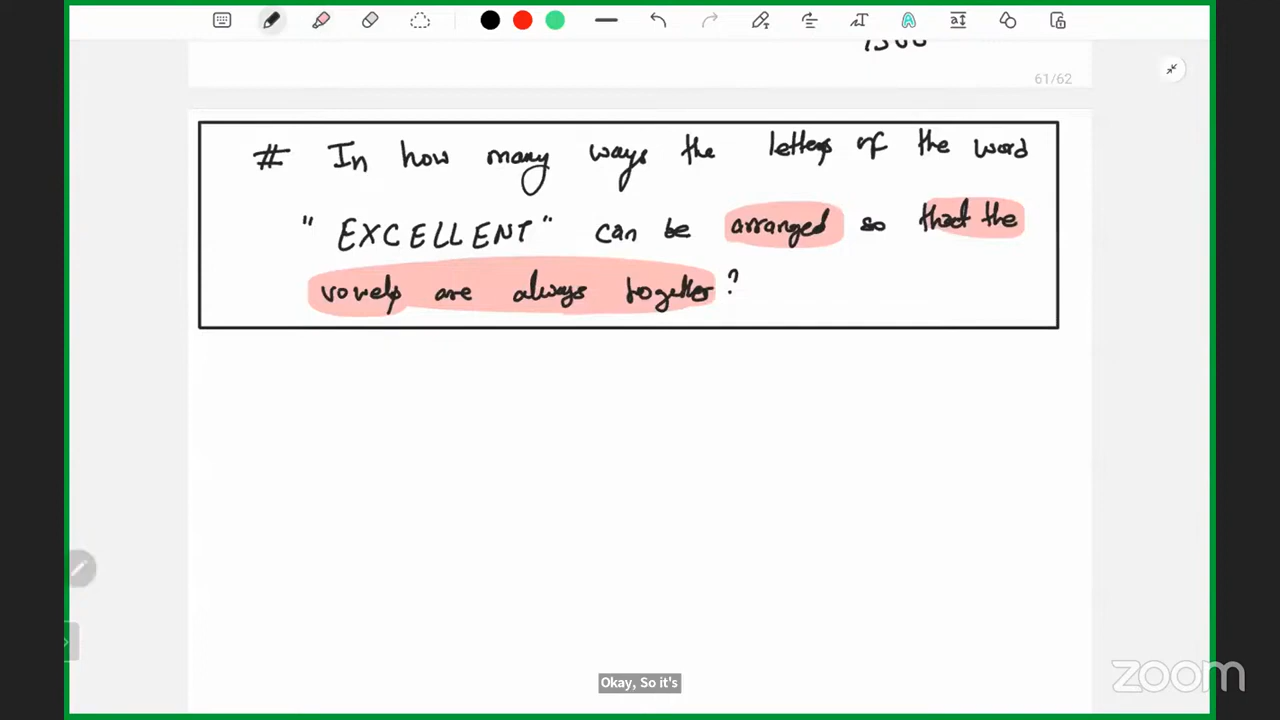 61/62
# In how many ways the letters of the word
" EXCELLENT " can be arranged so that the
vowels are always together ?
Okay, So it's
zoom